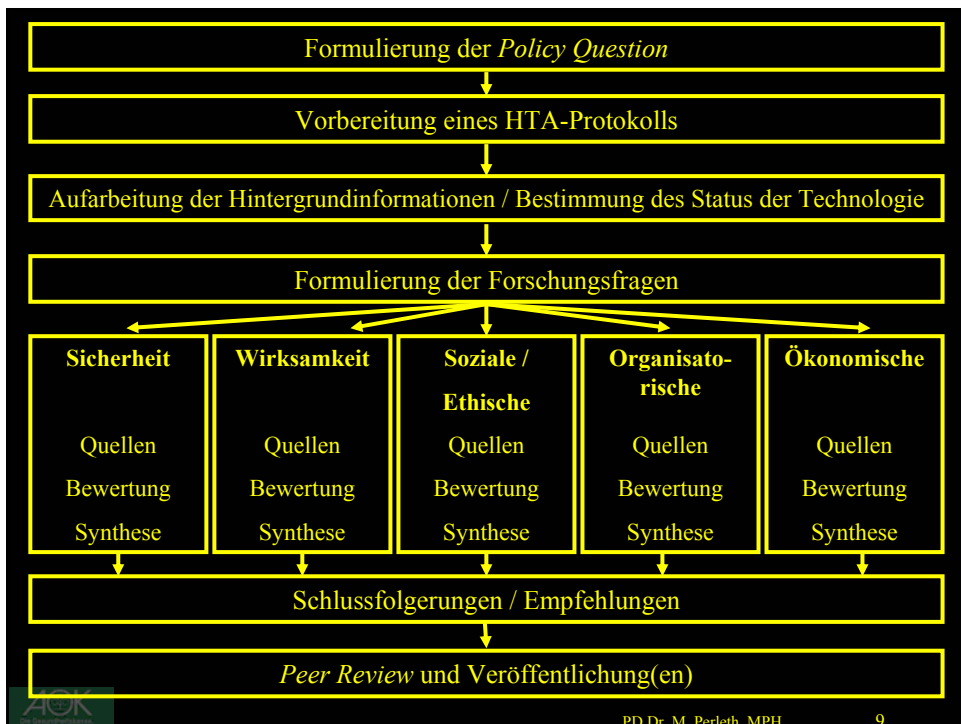 Formulierung der Policy Question
Vorbereitung eines HTA-Protokolls
Aufarbeitung der Hintergrundinformationen / Bestimmung des Status der Technologie
Formulierung der Forschungsfragen
Sicherheit
Quellen
Bewertung
Synthese
Wirksamkeit
Quellen
Bewertung
Synthese
Soziale /
Ethische
Quellen
Bewertung
Synthese
Organisato-
rische
Quellen
Bewertung
Synthese
Ökonomische
Quellen
Bewertung
Synthese
Schlussfolgerungen / Empfehlungen
Peer Review und Veröffentlichung(en)
AOK
Die Gesundheitskasse.
PD Dr. M. Perleth, MPH
9